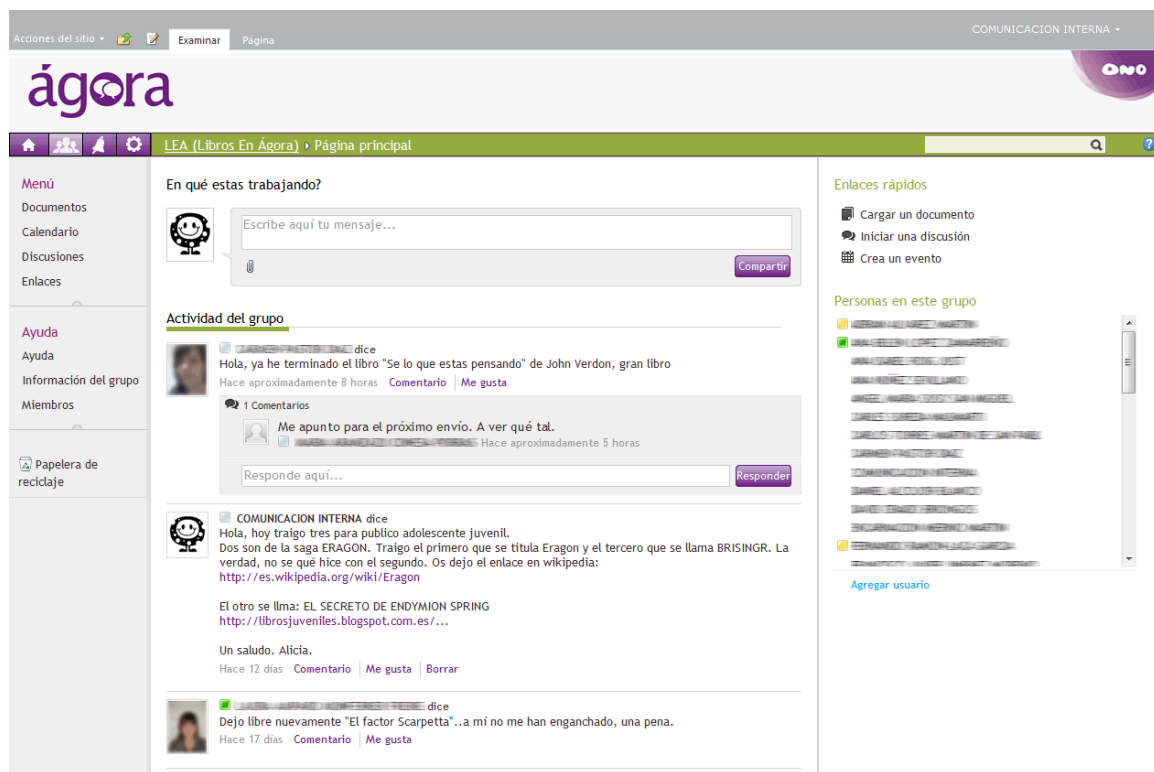 Acciones del sitio
Examinar
Página
COMUNICACION INTERNA
ágora
ono
LEA (Libros En Ágora) Página principal
Menú
Documentos
Calendario
Discusiones
Enlaces
Ayuda
Ayuda
Información del grupo
Miembros
Papelera de
reciclaje
En qué estas trabajando?
Escribe aquí tu mensaje...
Compartir
Actividad del grupo
dice
Hola, ya he terminado el libro "Se lo que estas pensando" de John Verdon, gran libro
Hace aproximadamente 8 horas Comentario Me gusta
1 Comentarios
Me apunto para el próximo envío. A ver qué tal.
Hace aproximadamente 5 horas
Responde aquí...
Responder
COMUNICACION INTERNA dice
Hola, hoy traigo tres para publico adolescente juvenil.
Dos son de la saga ERAGON. Traigo el primero que se titula Eragon y el tercero que se llama BRISINGR. La
verdad, no se qué hice con el segundo. Os dejo el enlace en wikipedia:
http://es.wikipedia.org/wiki/Eragon
El otro se llma: EL SECRETO DE ENDYMION SPRING
http://librosjuveniles.blogspot.com.es/...
Un saludo. Alicia.
Hace 12 días Comentario Me gusta Borrar
dice
Dejo libre nuevamente "El factor Scarpetta"..a mí no me han enganchado, una pena.
Hace 17 días Comentario Me gusta
Enlaces rápidos
Cargar un documento
Iniciar una discusión
Crea un evento
Personas en este grupo
Agregar usuario